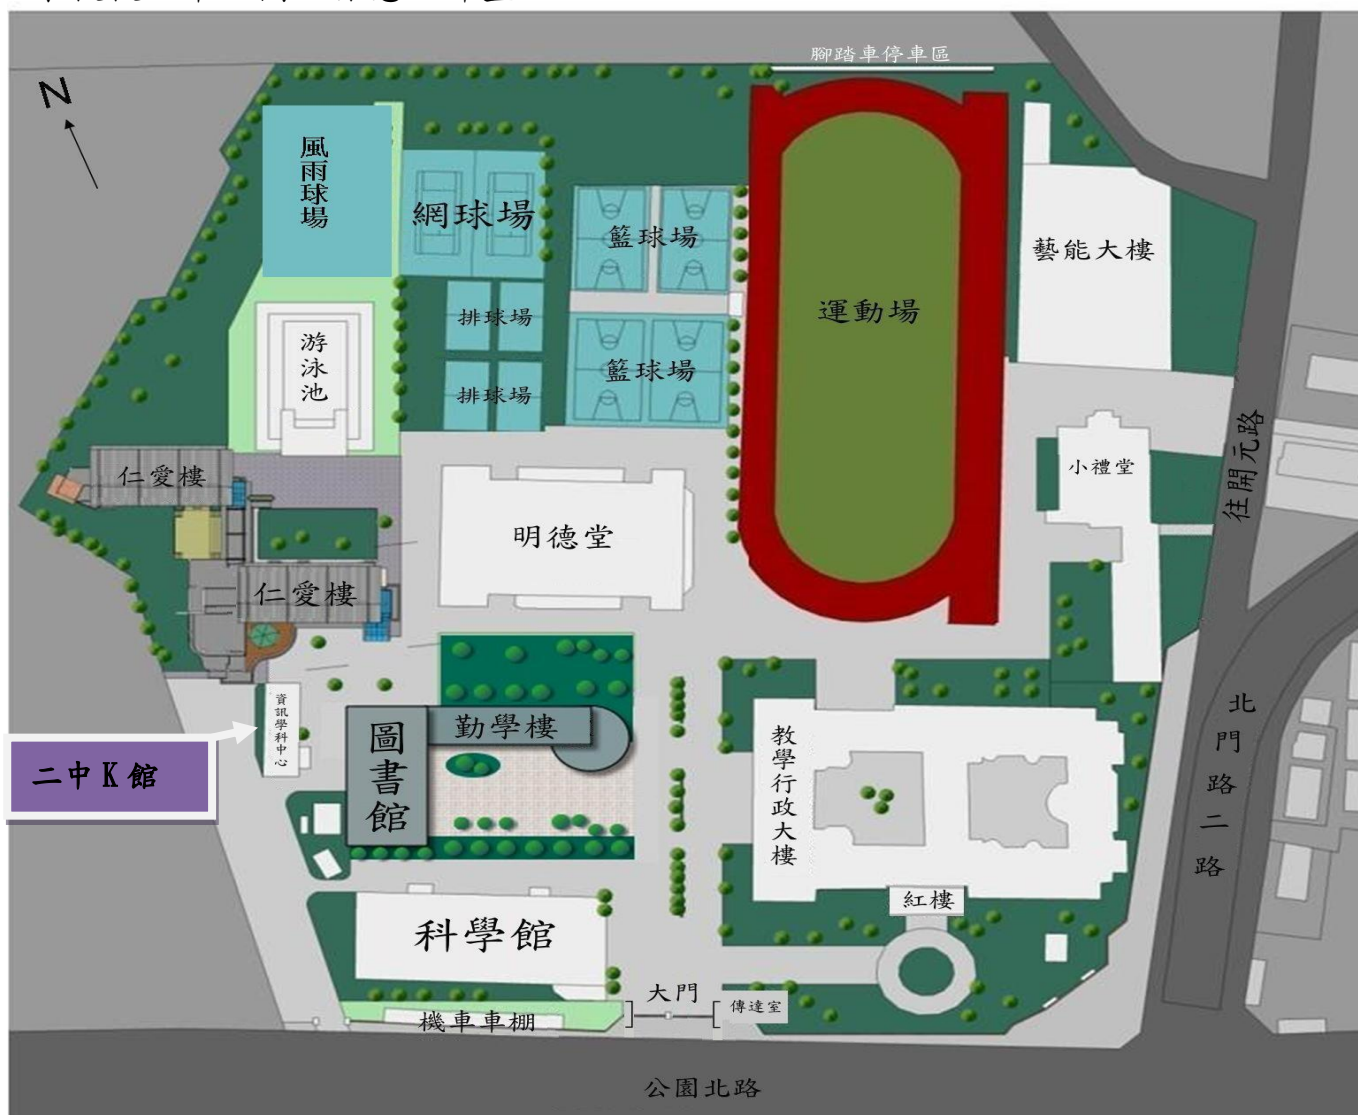 腳踏車停車區
N
風雨球場
網球場
籃球場
運動場
藝能大樓
排球場
游泳池
籃球場
排球場
往開元路
仁愛樓
小禮堂
明德堂
仁愛樓
資訊學科中心
北門路二路
圖書館
勤學樓
教學行政大樓
二中K館
紅樓
科學館
大門
傳達室
機車車棚
公園北路